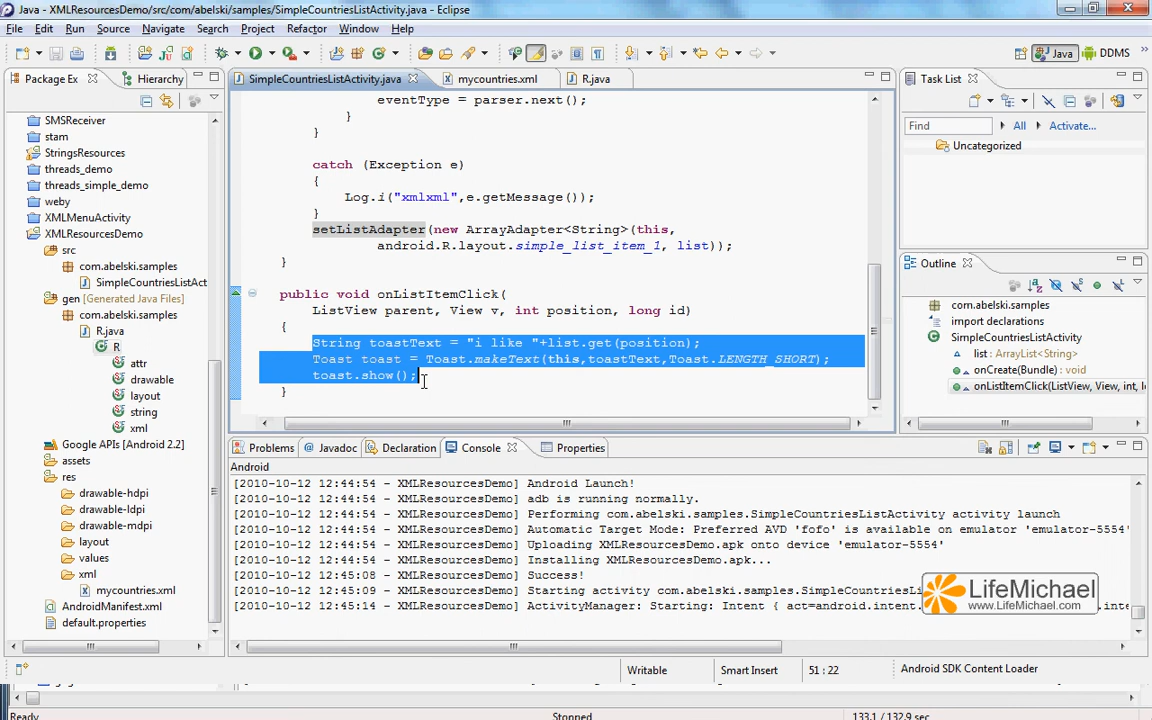 Java - XMLResourcesDemo/src/com/abelski/samples/SimpleCountriesListActivity.java - Eclipse
File Edit Run Source Navigate Search Project Refactor Window Help
Java DDMS
Package Ex Hierarchy
SimpleCountriesListActivity.java mycountries.xml R.java
Task List
SMSReceiver
stam
StringsResources
threads_demo
threads_simple_demo
weby
XMLMenuActivity
XMLResourcesDemo
src
com.abelski.samples
SimpleCountriesListAct
gen [Generated Java Files]
com.abelski.samples
R.java
R
attr
drawable
layout
string
xml
Google APIs [Android 2.2]
assets
res
drawable-hdpi
drawable-ldpi
drawable-mdpi
layout
values
xml
mycountries.xml
AndroidManifest.xml
default.properties
eventType = parser.next();
}
}
catch (Exception e)
{
Log.i("xmlxml",e.getMessage());
}
setListAdapter(new ArrayAdapter<String>(this,
android.R.layout.simple_list_item_1, list));
}
public void onListItemClick(
ListView parent, View v, int position, long id)
{
String toastText = "i like "+list.get(position);
Toast toast = Toast.makeText(this,toastText,Toast.LENGTH_SHORT);
toast.show();
}
Find All Activate...
Uncategorized
Outline
com.abelski.samples
import declarations
SimpleCountriesListActivity
list : ArrayList<String>
onCreate(Bundle) : void
onListItemClick(ListView, View, int, l
Problems Javadoc Declaration Console Properties
Android
[2010-10-12 12:44:54 - XMLResourcesDemo] Android Launch!
[2010-10-12 12:44:54 - XMLResourcesDemo] adb is running normally.
[2010-10-12 12:44:54 - XMLResourcesDemo] Performing com.abelski.samples.SimpleCountriesListActivity activity launch
[2010-10-12 12:44:54 - XMLResourcesDemo] Automatic Target Mode: Preferred AVD 'fofo' is available on emulator 'emulator-5554'
[2010-10-12 12:44:54 - XMLResourcesDemo] Uploading XMLResourcesDemo.apk onto device 'emulator-5554'
[2010-10-12 12:44:54 - XMLResourcesDemo] Installing XMLResourcesDemo.apk...
[2010-10-12 12:45:08 - XMLResourcesDemo] Success!
[2010-10-12 12:45:09 - XMLResourcesDemo] Starting activity com.abelski.samples.SimpleCountriesLis
[2010-10-12 12:45:14 - XMLResourcesDemo] ActivityManager: Starting: Intent { act=android.intent.
LifeMichael
www.LifeMichael.com
Writable Smart Insert 51 : 22 Android SDK Content Loader
Ready Stopped 133.1 / 132.9 sec